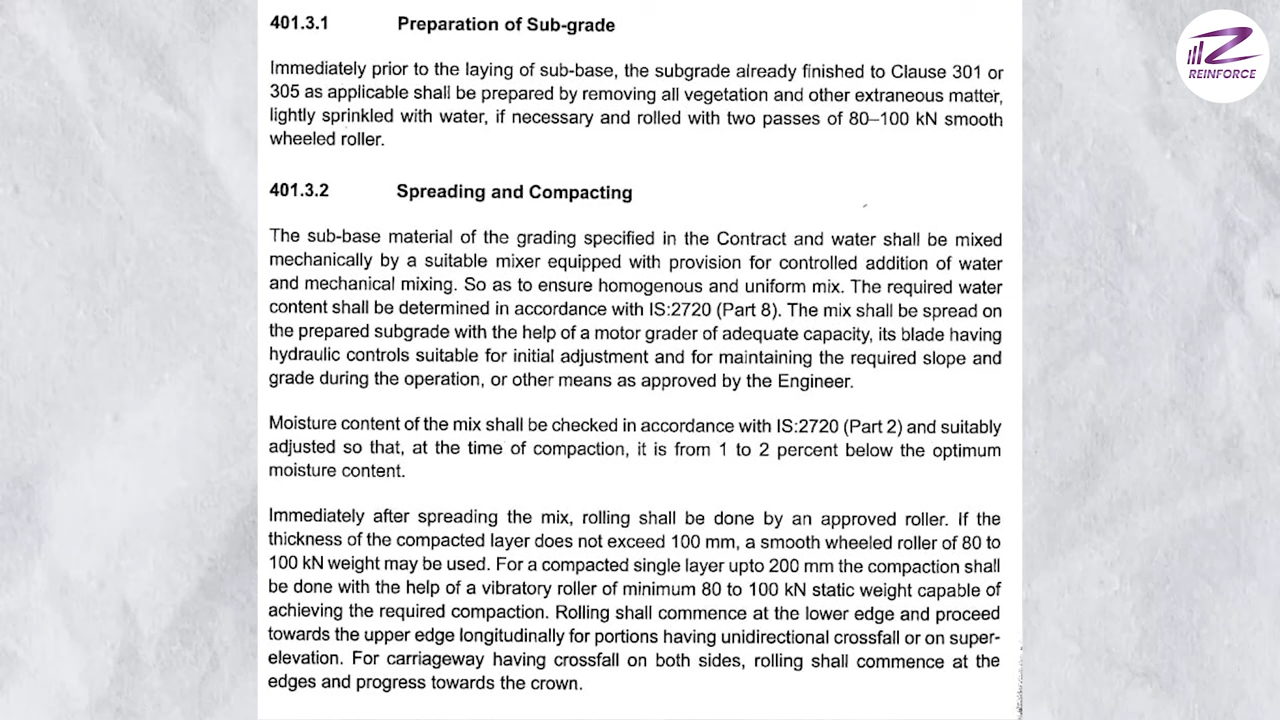 401.3.1 Preparation of Sub-grade
Immediately prior to the laying of sub-base, the subgrade already finished to Clause 301 or
305 as applicable shall be prepared by removing all vegetation and other extraneous matter,
lightly sprinkled with water, if necessary and rolled with two passes of 80–100 kN smooth
wheeled roller.
401.3.2 Spreading and Compacting
The sub-base material of the grading specified in the Contract and water shall be mixed
mechanically by a suitable mixer equipped with provision for controlled addition of water
and mechanical mixing. So as to ensure homogenous and uniform mix. The required water
content shall be determined in accordance with IS:2720 (Part 8). The mix shall be spread on
the prepared subgrade with the help of a motor grader of adequate capacity, its blade having
hydraulic controls suitable for initial adjustment and for maintaining the required slope and
grade during the operation, or other means as approved by the Engineer.
Moisture content of the mix shall be checked in accordance with IS:2720 (Part 2) and suitably
adjusted so that, at the time of compaction, it is from 1 to 2 percent below the optimum
moisture content.
Immediately after spreading the mix, rolling shall be done by an approved roller. If the
thickness of the compacted layer does not exceed 100 mm, a smooth wheeled roller of 80 to
100 kN weight may be used. For a compacted single layer upto 200 mm the compaction shall
be done with the help of a vibratory roller of minimum 80 to 100 kN static weight capable of
achieving the required compaction. Rolling shall commence at the lower edge and proceed
towards the upper edge longitudinally for portions having unidirectional crossfall or on super-
elevation. For carriageway having crossfall on both sides, rolling shall commence at the
edges and progress towards the crown.
REINFORCE